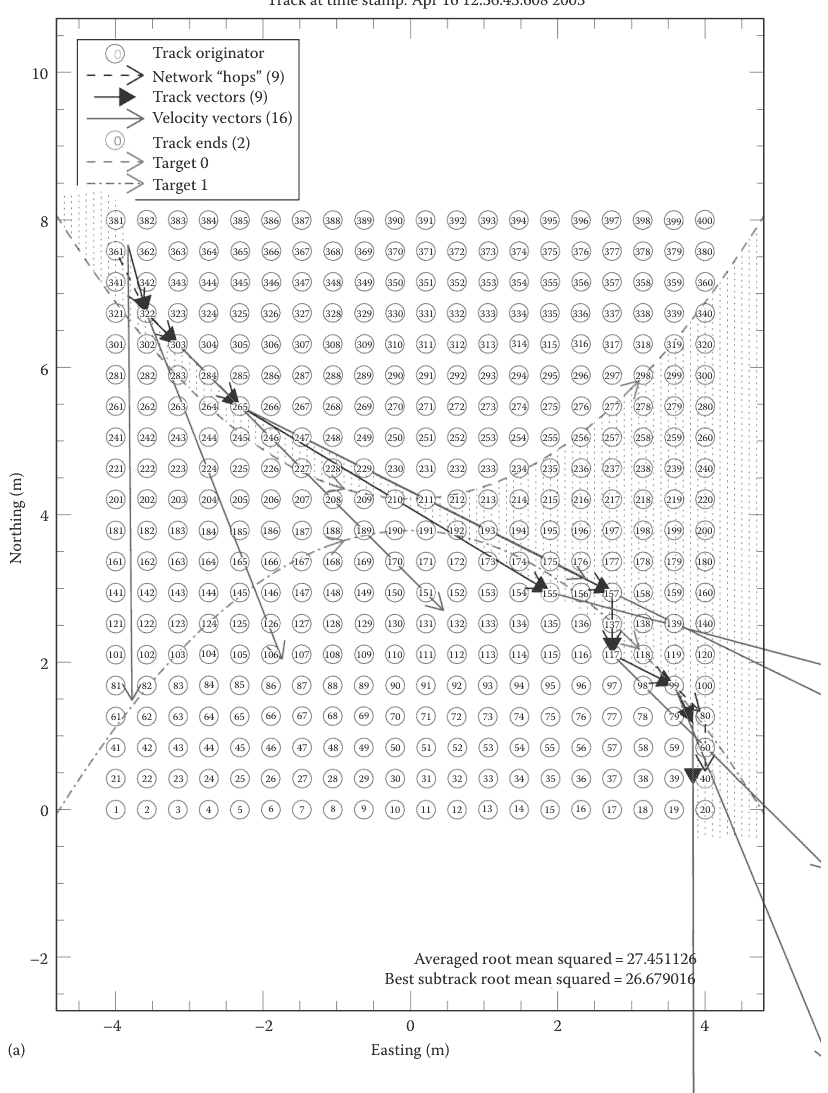 Track at time stamp: Apr 16 12:36:43.608 2003
0 Track originator
Network “hops” (9)
Track vectors (9)
Velocity vectors (16)
0 Track ends (2)
Target 0
Target 1
10
8
6
4
2
0
−2
Northing (m)
381 382 383 384 385 386 387 388 389 390 391 392 393 394 395 396 397 398 399 400
361 362 363 364 365 366 367 368 369 370 371 372 373 374 375 376 377 378 379 380
341 342 343 344 345 346 347 348 349 350 351 352 353 354 355 356 357 358 359 360
321 322 323 324 325 326 327 328 329 330 331 332 333 334 335 336 337 338 339 340
301 302 303 304 305 306 307 308 309 310 311 312 313 314 315 316 317 318 319 320
281 282 283 284 285 286 287 288 289 290 291 292 293 294 295 296 297 298 299 300
261 262 263 264 265 266 267 268 269 270 271 272 273 274 275 276 277 278 279 280
241 242 243 244 245 246 247 248 249 250 251 252 253 254 255 256 257 258 259 260
221 222 223 224 225 226 227 228 229 230 231 232 233 234 235 236 237 238 239 240
201 202 203 204 205 206 207 208 209 210 211 212 213 214 215 216 217 218 219 220
181 182 183 184 185 186 187 188 189 190 191 192 193 194 195 196 197 198 199 200
161 162 163 164 165 166 167 168 169 170 171 172 173 174 175 176 177 178 179 180
141 142 143 144 145 146 147 148 149 150 151 152 153 154 155 156 157 158 159 160
121 122 123 124 125 126 127 128 129 130 131 132 133 134 135 136 137 138 139 140
101 102 103 104 105 106 107 108 109 110 111 112 113 114 115 116 117 118 119 120
81 82 83 84 85 86 87 88 89 90 91 92 93 94 95 96 97 98 99 100
61 62 63 64 65 66 67 68 69 70 71 72 73 74 75 76 77 78 79 80
41 42 43 44 45 46 47 48 49 50 51 52 53 54 55 56 57 58 59 60
21 22 23 24 25 26 27 28 29 30 31 32 33 34 35 36 37 38 39 40
1 2 3 4 5 6 7 8 9 10 11 12 13 14 15 16 17 18 19 20
Averaged root mean squared = 27.451126
Best subtrack root mean squared = 26.679016
−4 −2 0 2 4
(a) Easting (m)